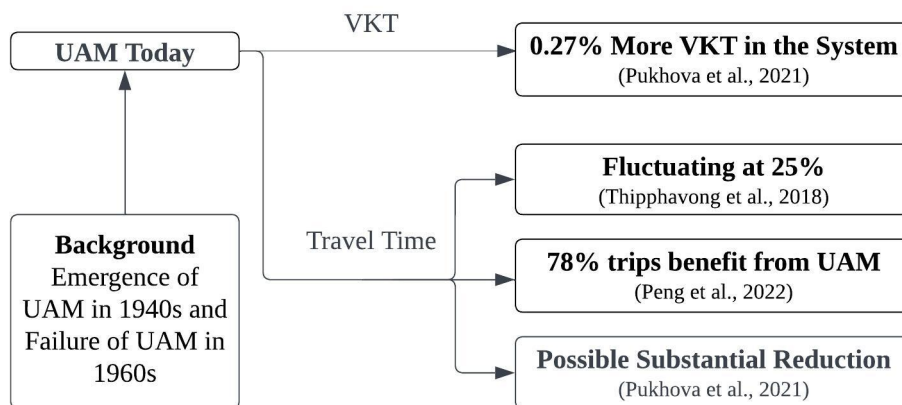 VKT
UAM Today
0.27% More VKT in the System
(Pukhova et al., 2021)
Fluctuating at 25%
(Thipphavong et al., 2018)
Background
Emergence of
UAM in 1940s and
Failure of UAM in
1960s
Travel Time
78% trips benefit from UAM
(Peng et al., 2022)
Possible Substantial Reduction
(Pukhova et al., 2021)